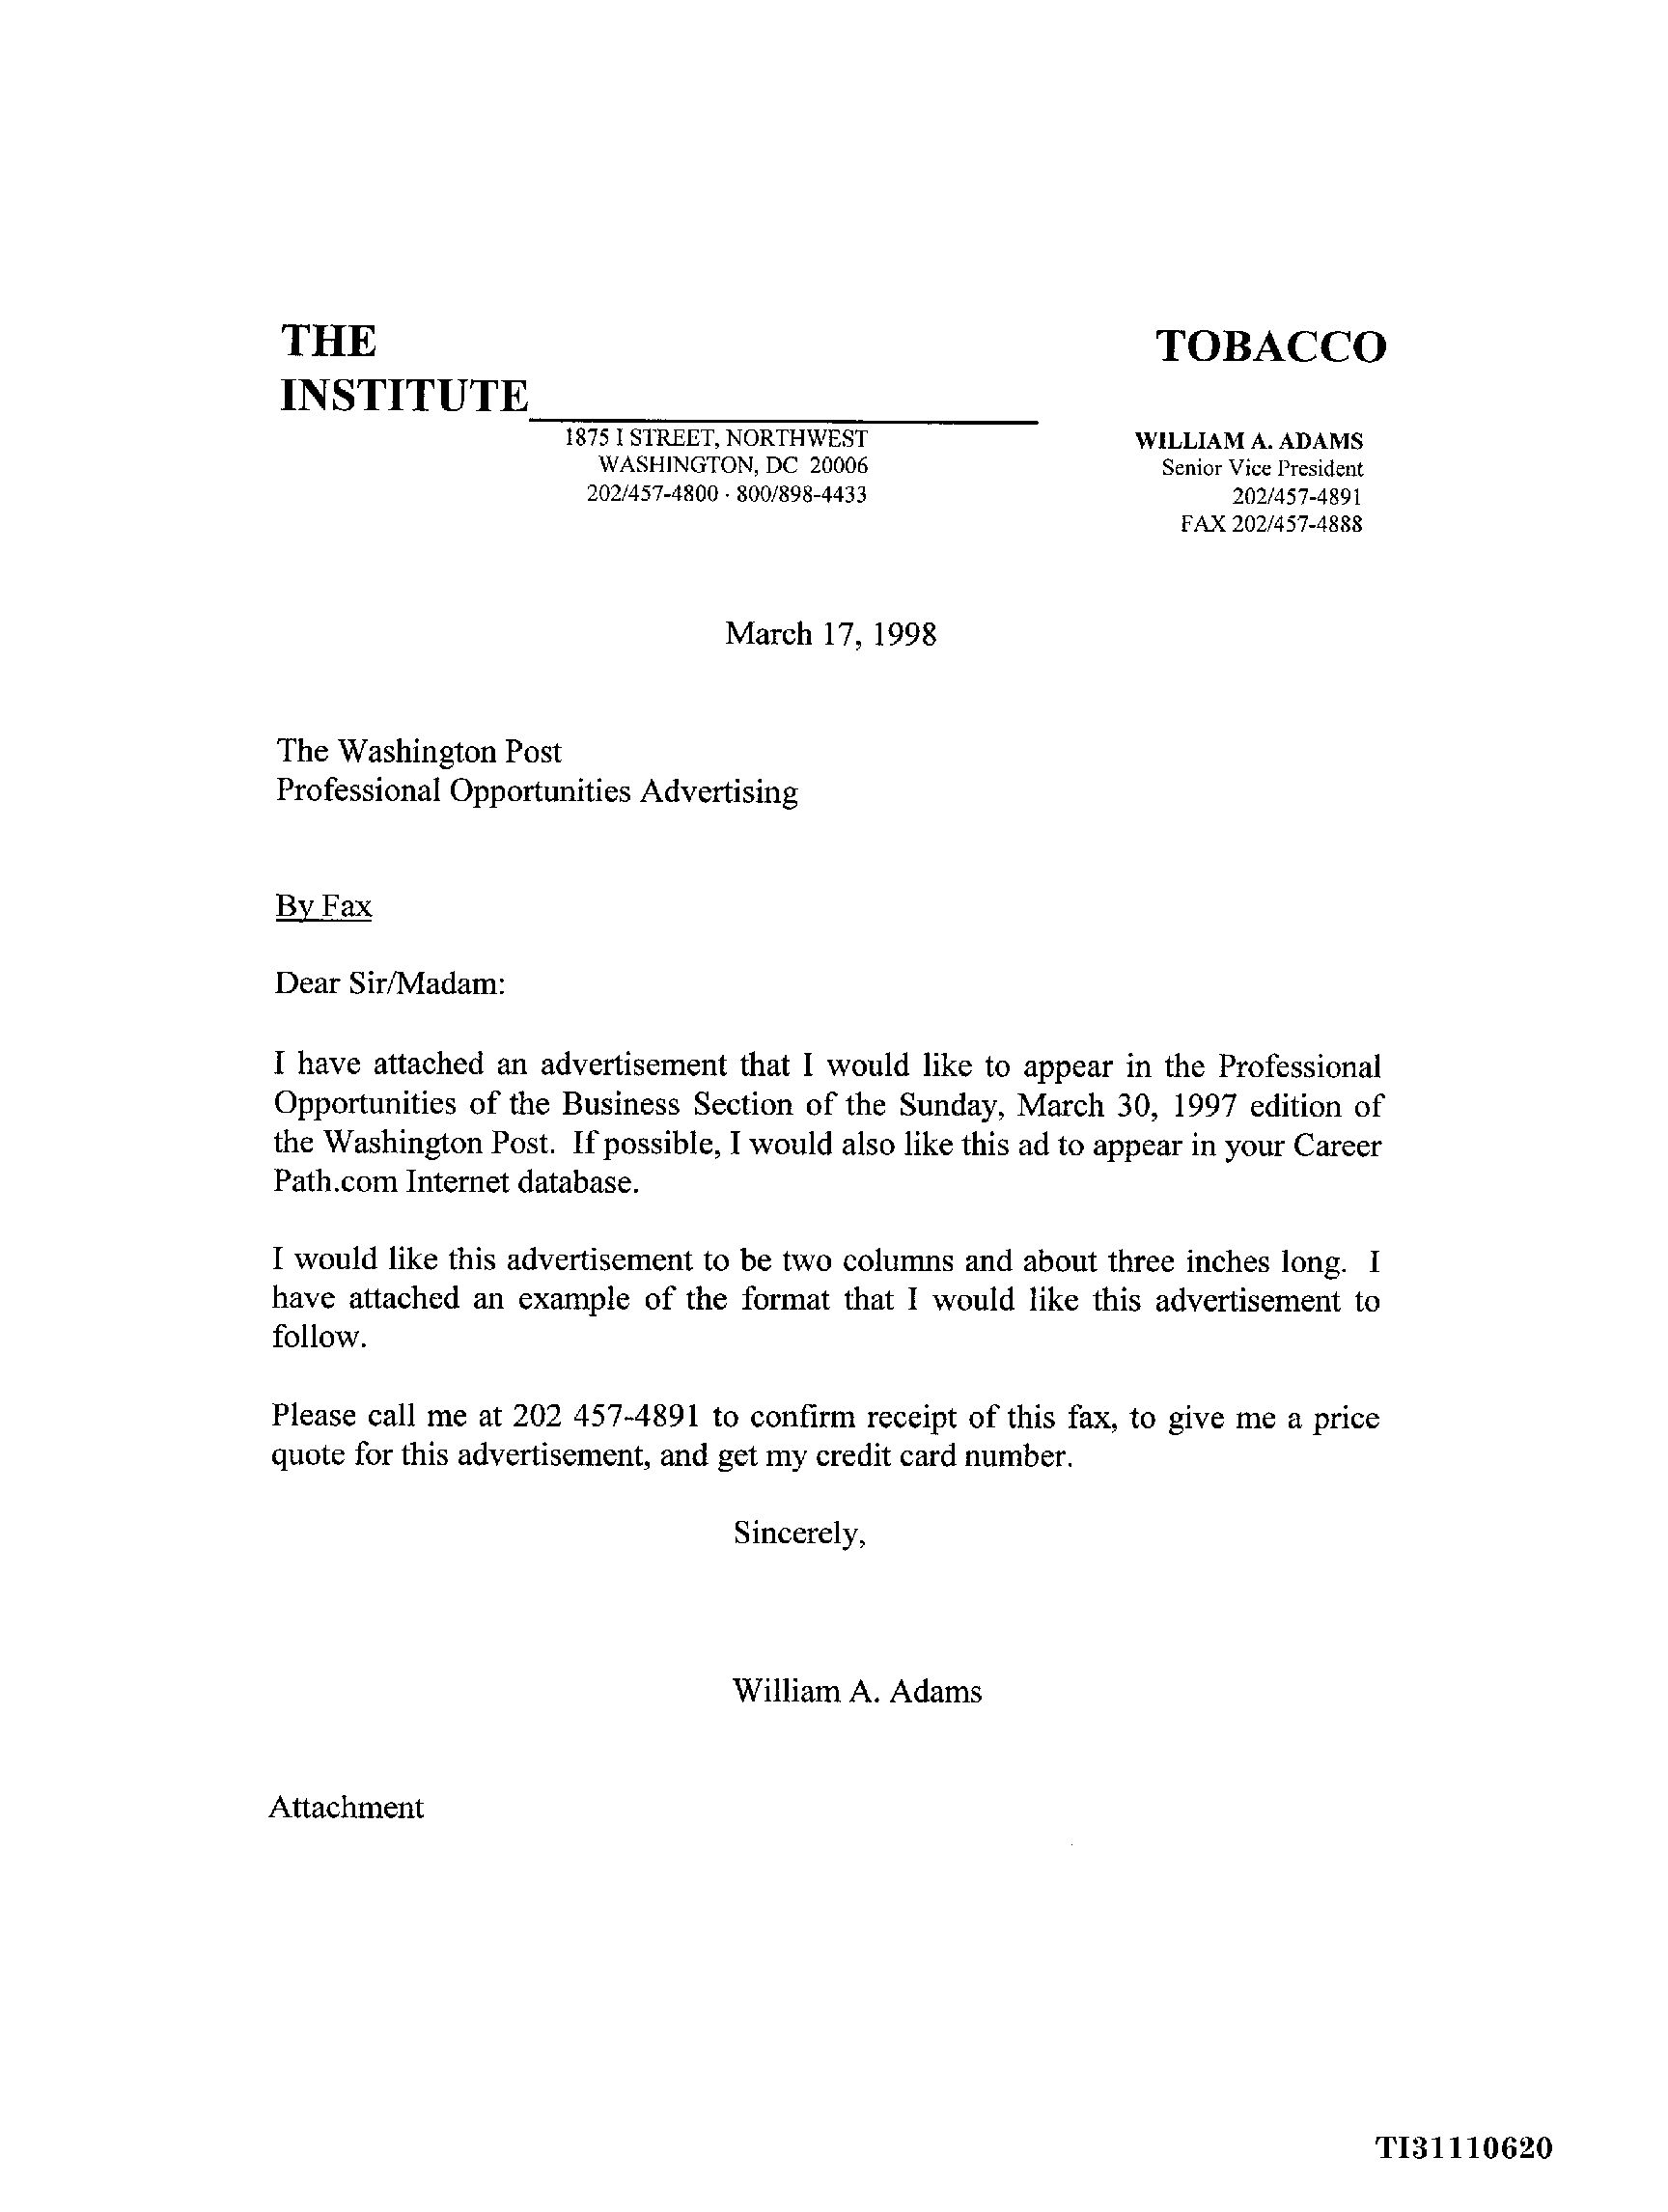 THE TOBACCO
INSTITUTE
1875 I STREET, NORTHWEST
WASHINGTON, DC 20006
202/457-4800 · 800/898-4433
WILLIAM A. ADAMS
Senior Vice President
202/457-4891
FAX 202/457-4888
March 17, 1998
The Washington Post
Professional Opportunities Advertising
By Fax
Dear Sir/Madam:
I have attached an advertisement that I would like to appear in the Professional
Opportunities of the Business Section of the Sunday, March 30, 1997 edition of
the Washington Post. If possible, I would also like this ad to appear in your Career
Path.com Internet database.
I would like this advertisement to be two columns and about three inches long. I
have attached an example of the format that I would like this advertisement to
follow.
Please call me at 202 457-4891 to confirm receipt of this fax, to give me a price
quote for this advertisement, and get my credit card number.
Sincerely,
William A. Adams
Attachment
TI31110620